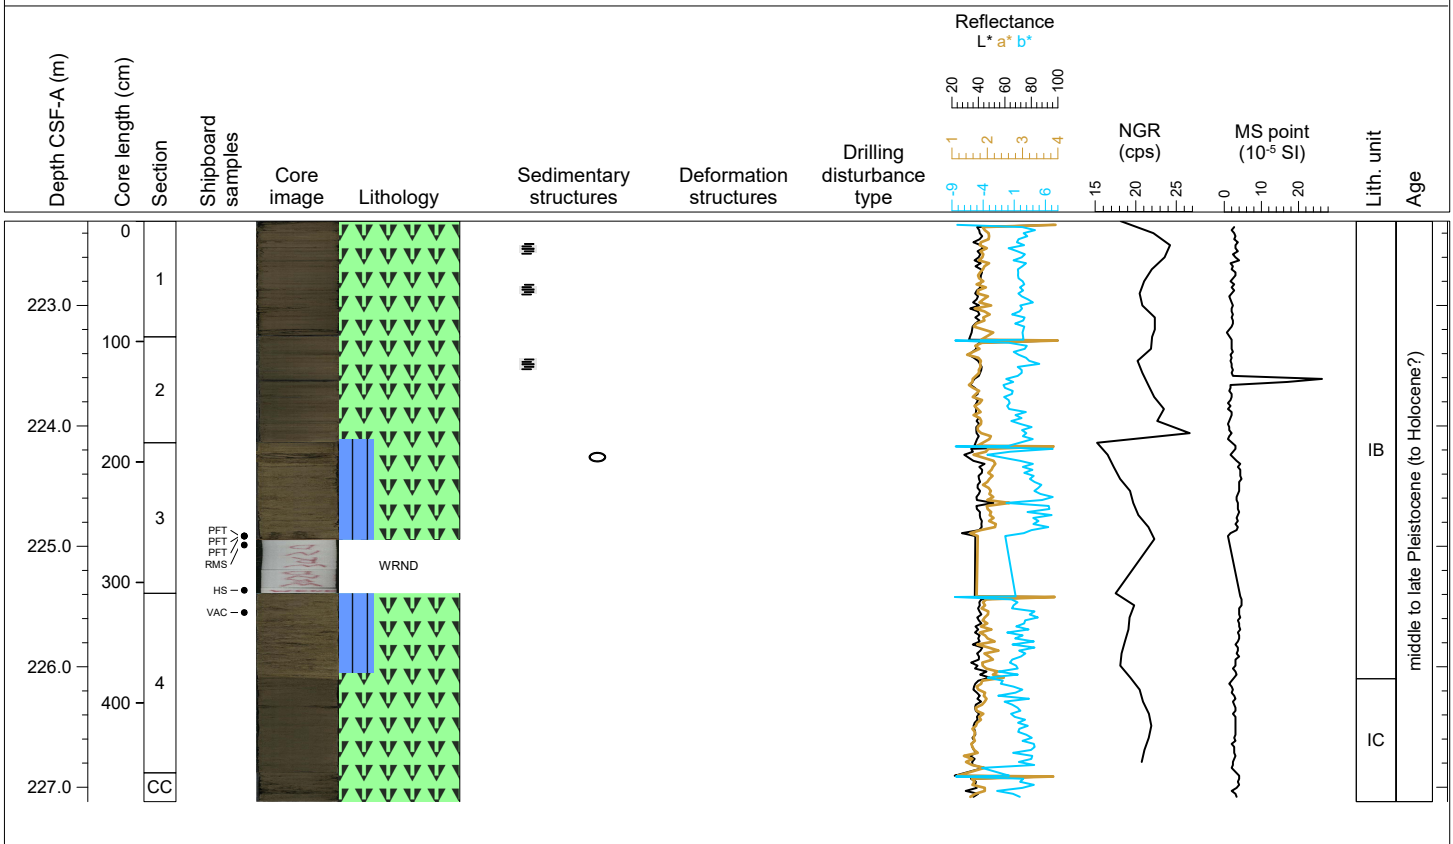 Reflectance
L* a* b*
Depth CSF-A (m)
Core length (cm)
Section
Shipboard
samples
Core
image
Lithology
Sedimentary
structures
Deformation
structures
Drilling
disturbance
type
20 40 60 80 100
1 2 3 4
-9 -4 1 6
NGR
(cps)
15 20 25
MS point
(10-5 SI)
0 10 20
Lith. unit
Age
0
100
200
300
400
223.0
224.0
225.0
226.0
227.0
1
2
3
4
CC
PFT
PFT
PFT
RMS
HS
VAC
WRND
IB
IC
middle to late Pleistocene (to Holocene?)